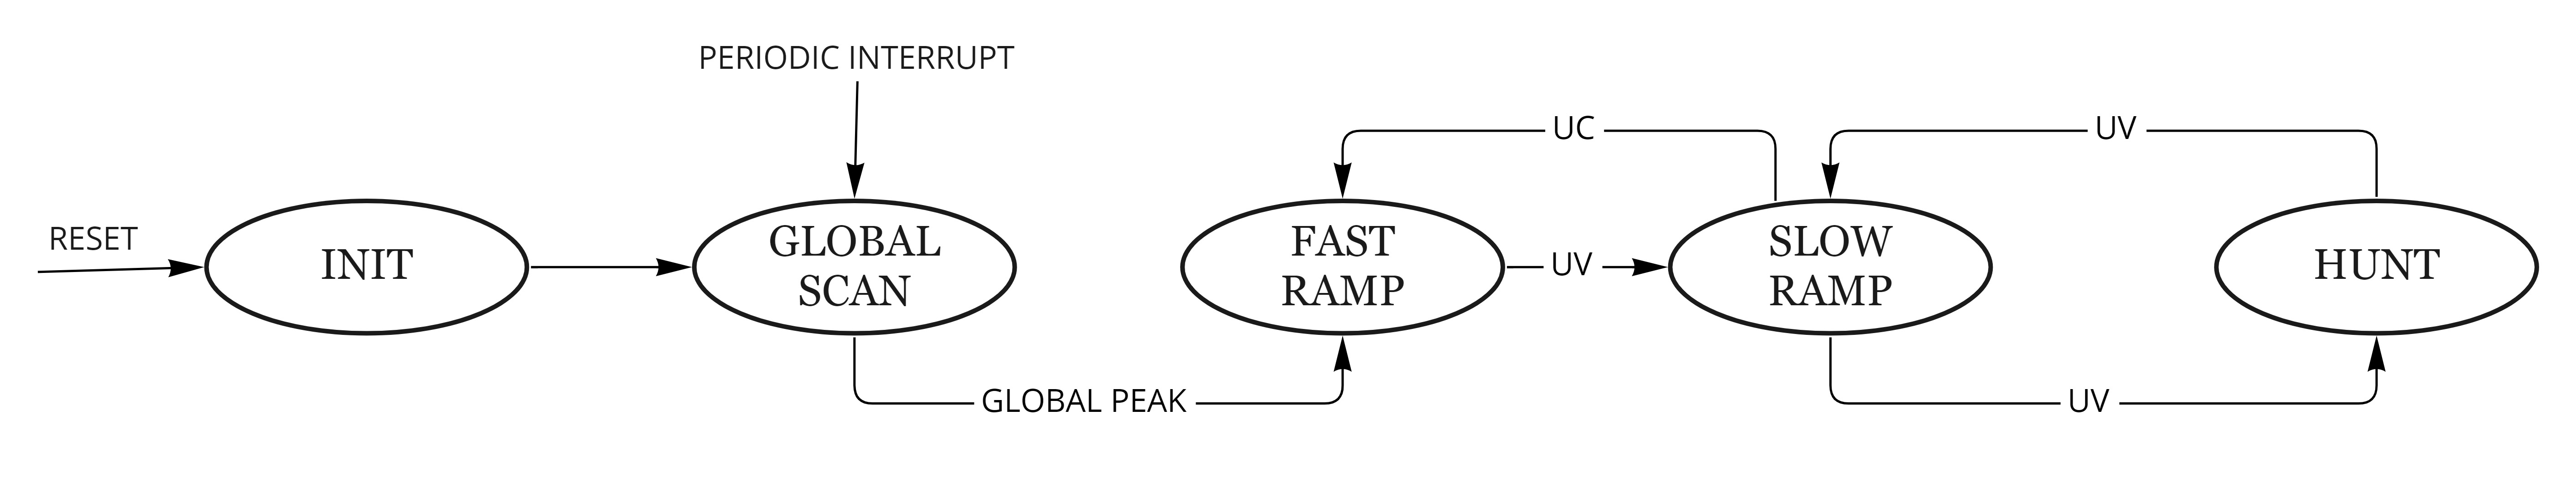 PERIODIC INTERRUPT
UC
UV
RESET
INIT
GLOBAL
SCAN
FAST
RAMP
UV
SLOW
RAMP
HUNT
GLOBAL PEAK
UV